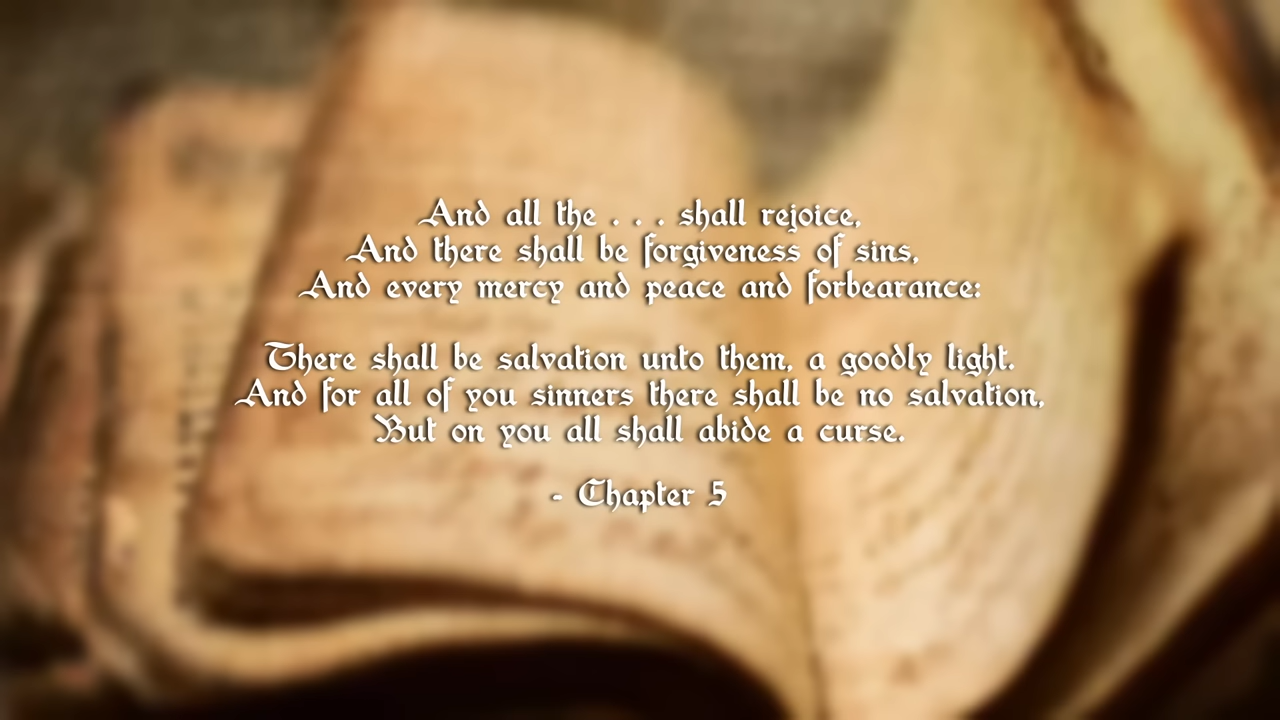 And all the . . . shall rejoice,
And there shall be forgiveness of sins,
And every mercy and peace and forbearance:
There shall be salvation unto them, a goodly light.
And for all of you sinners there shall be no salvation,
But on you all shall abide a curse.
- Chapter 5